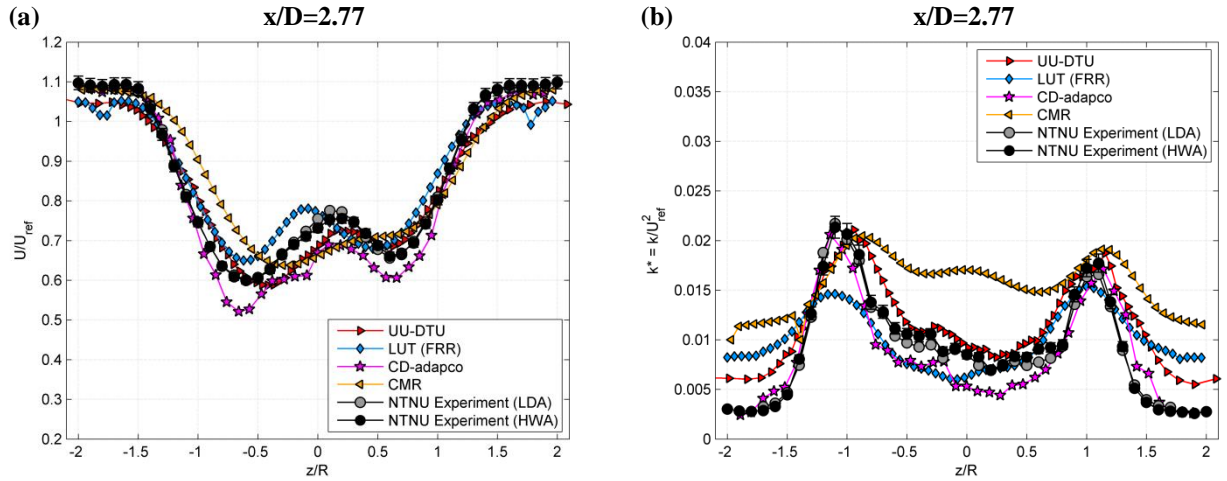 (a) x/D=2.77
1.2
1.1
1
0.9
0.8
0.7
0.6
0.5
0.4
0.3
0.2
U/Uref
UU-DTU
LUT (FRR)
CD-adapco
CMR
NTNU Experiment (LDA)
NTNU Experiment (HWA)
-2 -1.5 -1 -0.5 0 0.5 1 1.5 2
z/R
(b) x/D=2.77
0.04
0.035
0.03
0.025
0.02
0.015
0.01
0.005
0
k* = k/U²ref
UU-DTU
LUT (FRR)
CD-adapco
CMR
NTNU Experiment (LDA)
NTNU Experiment (HWA)
-2 -1.5 -1 -0.5 0 0.5 1 1.5 2
z/R